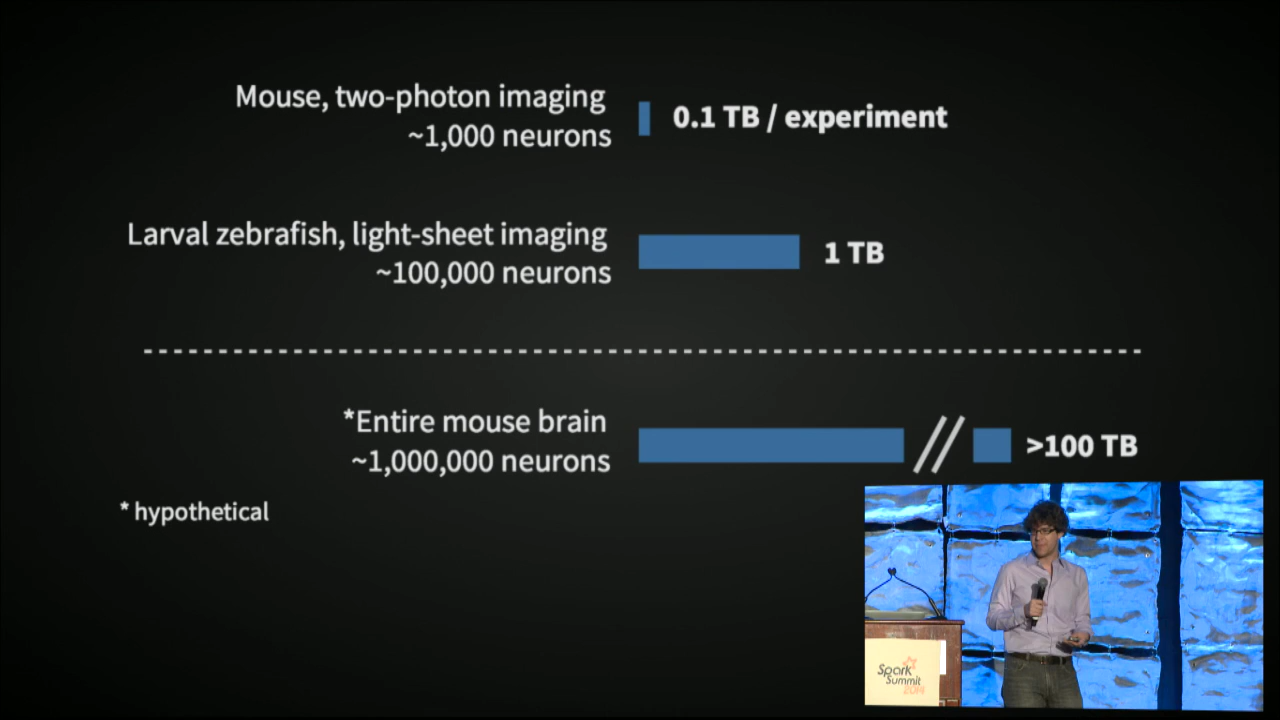 Mouse, two-photon imaging
~1,000 neurons
0.1 TB / experiment
Larval zebrafish, light-sheet imaging
~100,000 neurons
1 TB
*Entire mouse brain
~1,000,000 neurons
>100 TB
* hypothetical
Spark
Summit
2014